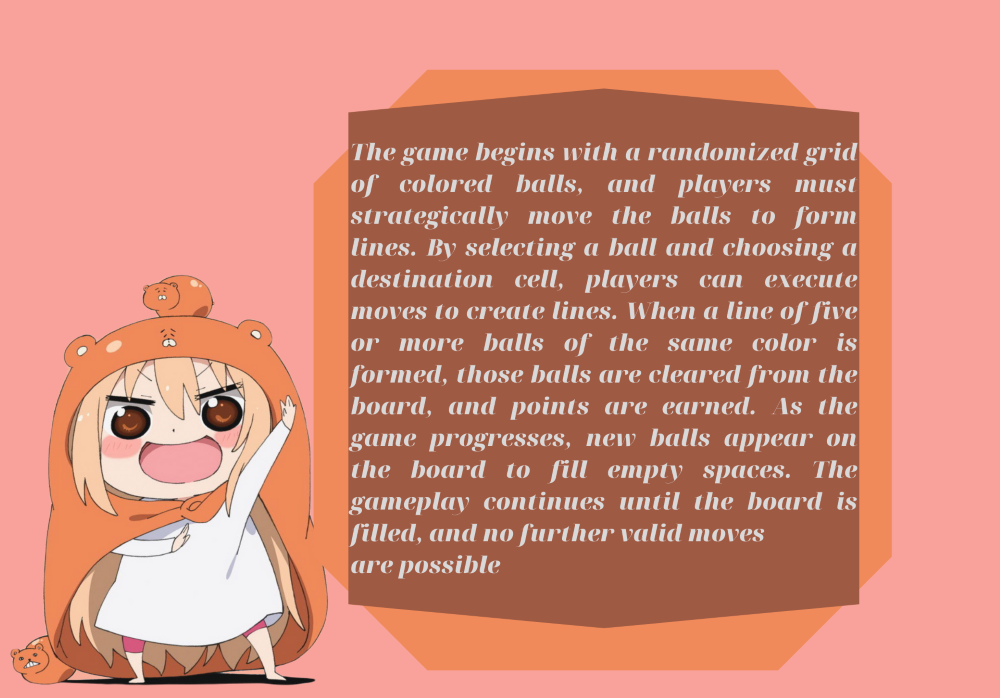 The game begins with a randomized grid
of colored balls, and players must
strategically move the balls to form
lines. By selecting a ball and choosing a
destination cell, players can execute
moves to create lines. When a line of five
or more balls of the same color is
formed, those balls are cleared from the
board, and points are earned. As the
game progresses, new balls appear on
the board to fill empty spaces. The
gameplay continues until the board is
filled, and no further valid moves
are possible